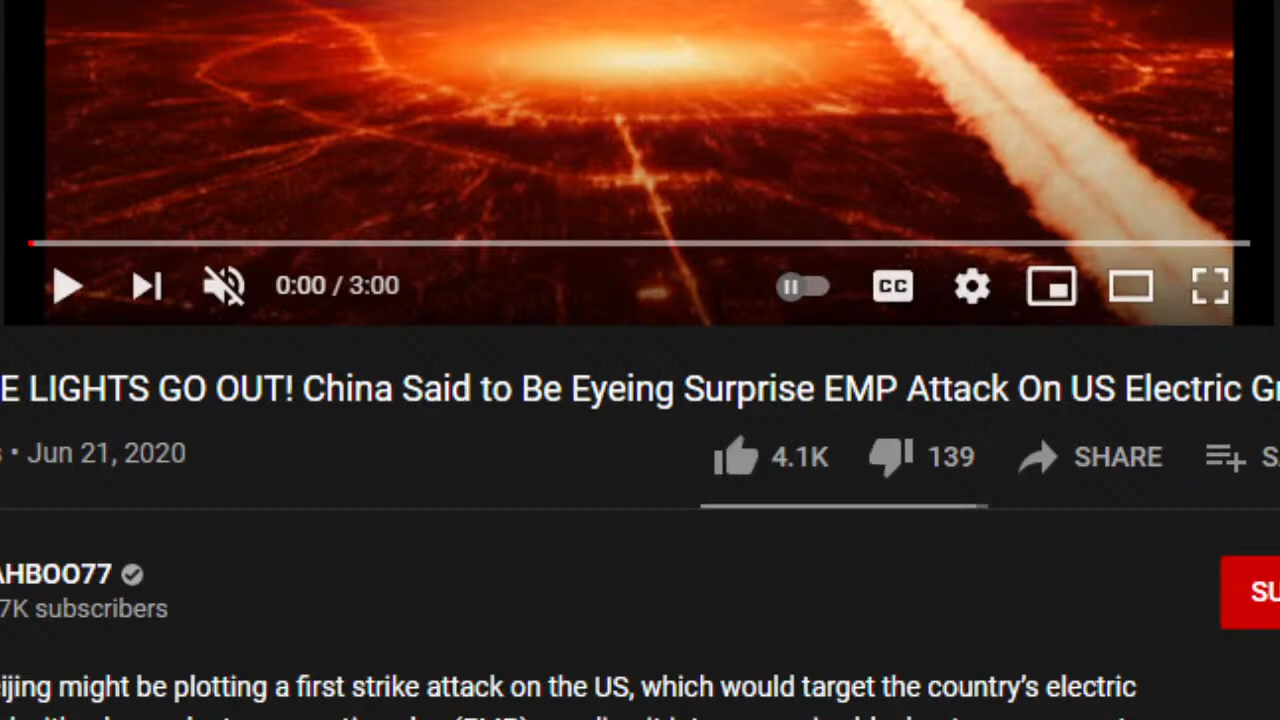 0:00 / 3:00
CC
E LIGHTS GO OUT! China Said to Be Eyeing Surprise EMP Attack On US Electric G
• Jun 21, 2020
4.1K 139 SHARE
AHBOO77
7K subscribers
SU
eijing might be plotting a first strike attack on the US, which would target the country's electric